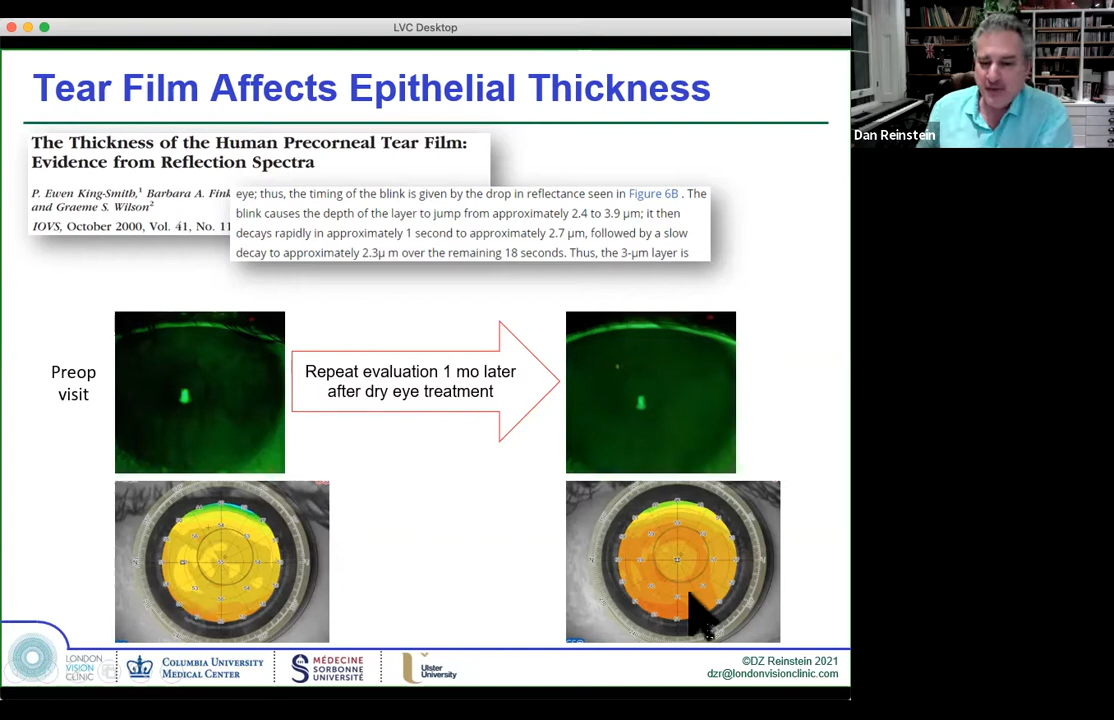 LVC Desktop
Tear Film Affects Epithelial Thickness
The Thickness of the Human Precorneal Tear Film:
Evidence from Reflection Spectra
P. Ewen King-Smith,1 Barbara A. Fink
and Graeme S. Wilson2
IOVS, October 2000, Vol. 41, No. 11
eye; thus, the timing of the blink is given by the drop in reflectance seen in Figure 6B . The
blink causes the depth of the layer to jump from approximately 2.4 to 3.9 μm; it then
decays rapidly in approximately 1 second to approximately 2.7 μm, followed by a slow
decay to approximately 2.3μ m over the remaining 18 seconds. Thus, the 3-μm layer is
Preop
visit
Repeat evaluation 1 mo later
after dry eye treatment
LONDON
VISION
CLINIC
COLUMBIA UNIVERSITY
MEDICAL CENTER
MÉDECINE
SORBONNE
UNIVERSITÉ
Ulster
University
©DZ Reinstein 2021
dzr@londonvisionclinic.com
Dan Reinstein